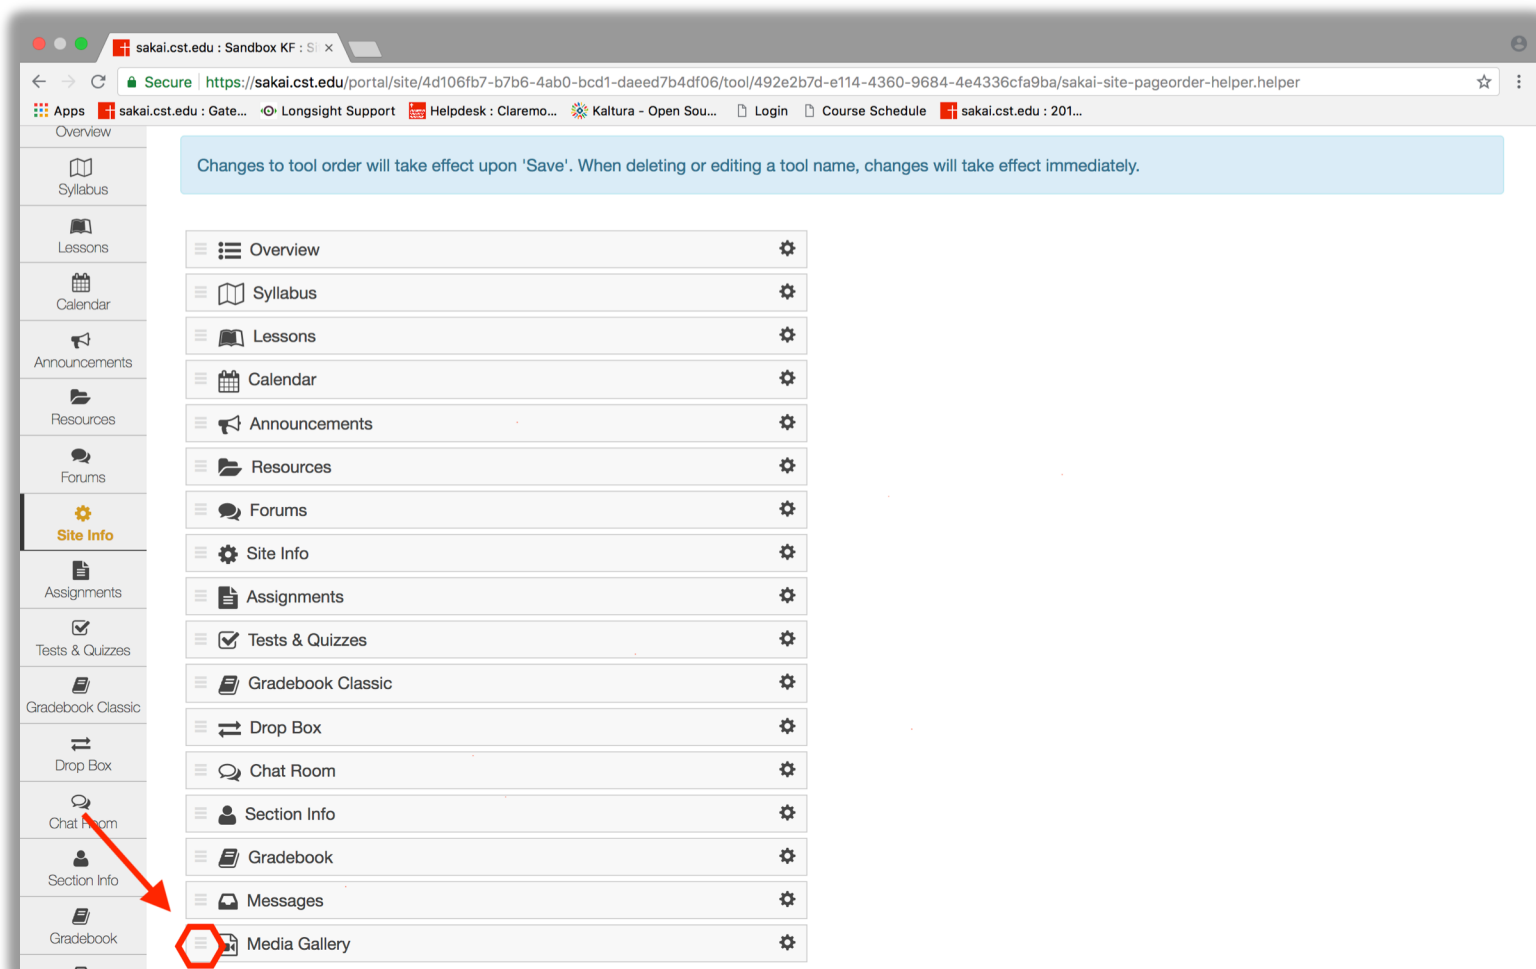 sakai.cst.edu : Sandbox KF : Si
Secure https://sakai.cst.edu/portal/site/4d106fb7-b7b6-4ab0-bcd1-daeed7b4df06/tool/492e2b7d-e114-4360-9684-4e4336cfa9ba/sakai-site-pageorder-helper.helper
Apps sakai.cst.edu : Gate... Longsight Support Helpdesk : Claremo... Kaltura - Open Sou... Login Course Schedule sakai.cst.edu : 201...
Overview
Syllabus
Lessons
Calendar
Announcements
Resources
Forums
Site Info
Assignments
Tests & Quizzes
Gradebook Classic
Drop Box
Chat Room
Section Info
Gradebook
Changes to tool order will take effect upon 'Save'. When deleting or editing a tool name, changes will take effect immediately.
Overview
Syllabus
Lessons
Calendar
Announcements
Resources
Forums
Site Info
Assignments
Tests & Quizzes
Gradebook Classic
Drop Box
Chat Room
Section Info
Gradebook
Messages
Media Gallery